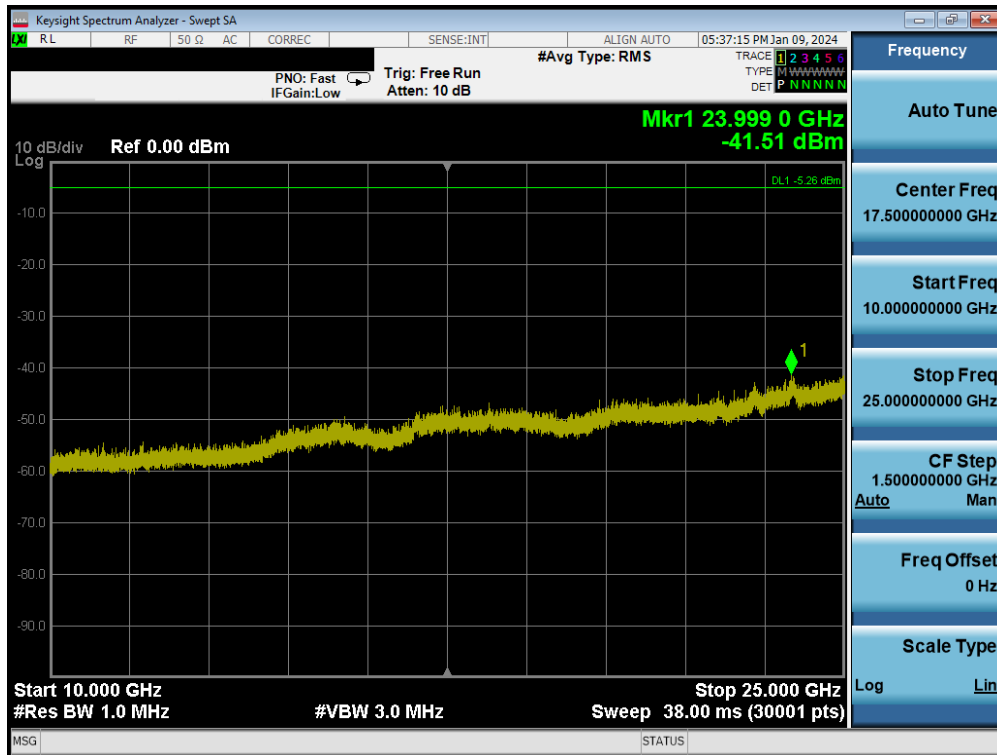 Keysight Spectrum Analyzer - Swept SA
LXI RL RF 50 Ω AC CORREC SENSE:INT ALIGN AUTO 05:37:15 PM Jan 09, 2024
#Avg Type: RMS
TRACE 1 2 3 4 5 6
PNO: Fast Trig: Free Run
TYPE M WWWWW
IFGain:Low Atten: 10 dB
DET P N N N N N
Mkr1 23.999 0 GHz
-41.51 dBm
10 dB/div Ref 0.00 dBm
Log
DL1 -5.26 dBm
-10.0
-20.0
-30.0
1
-40.0
-50.0
-60.0
-70.0
-80.0
-90.0
Start 10.000 GHz Stop 25.000 GHz
#Res BW 1.0 MHz #VBW 3.0 MHz Sweep 38.00 ms (30001 pts)
MSG STATUS
Frequency
Auto Tune
Center Freq
17.500000000 GHz
Start Freq
10.000000000 GHz
Stop Freq
25.000000000 GHz
CF Step
1.500000000 GHz
Auto Man
Freq Offset
0 Hz
Scale Type
Log Lin